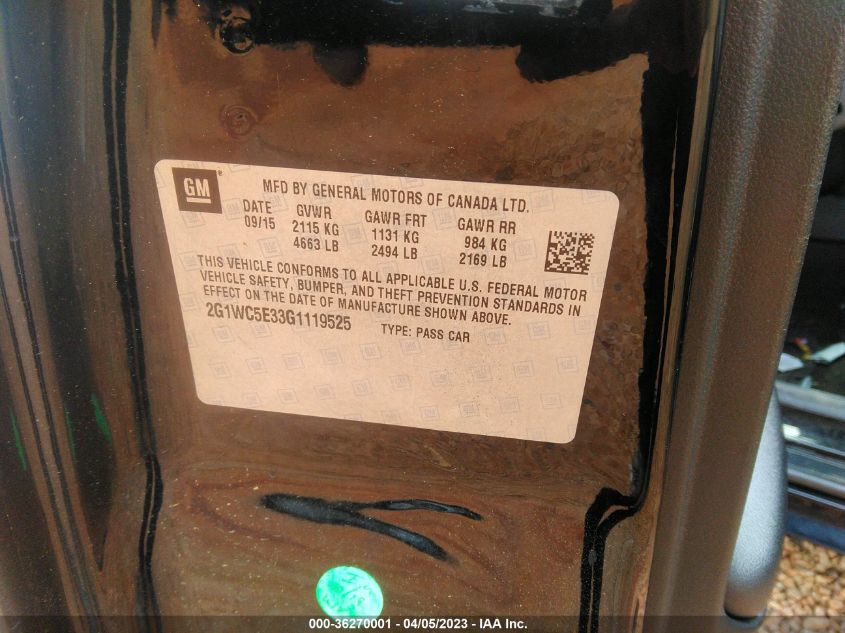 GM ®
MFD BY GENERAL MOTORS OF CANADA LTD.
DATE GVWR GAWR FRT GAWR RR
09/15 2115 KG 1131 KG 984 KG
4663 LB 2494 LB 2169 LB
THIS VEHICLE CONFORMS TO ALL APPLICABLE U.S. FEDERAL MOTOR
VEHICLE SAFETY, BUMPER, AND THEFT PREVENTION STANDARDS IN
EFFECT ON THE DATE OF MANUFACTURE SHOWN ABOVE.
2G1WC5E33G1119525 TYPE: PASS CAR
000-36270001 - 04/05/2023 - IAA Inc.